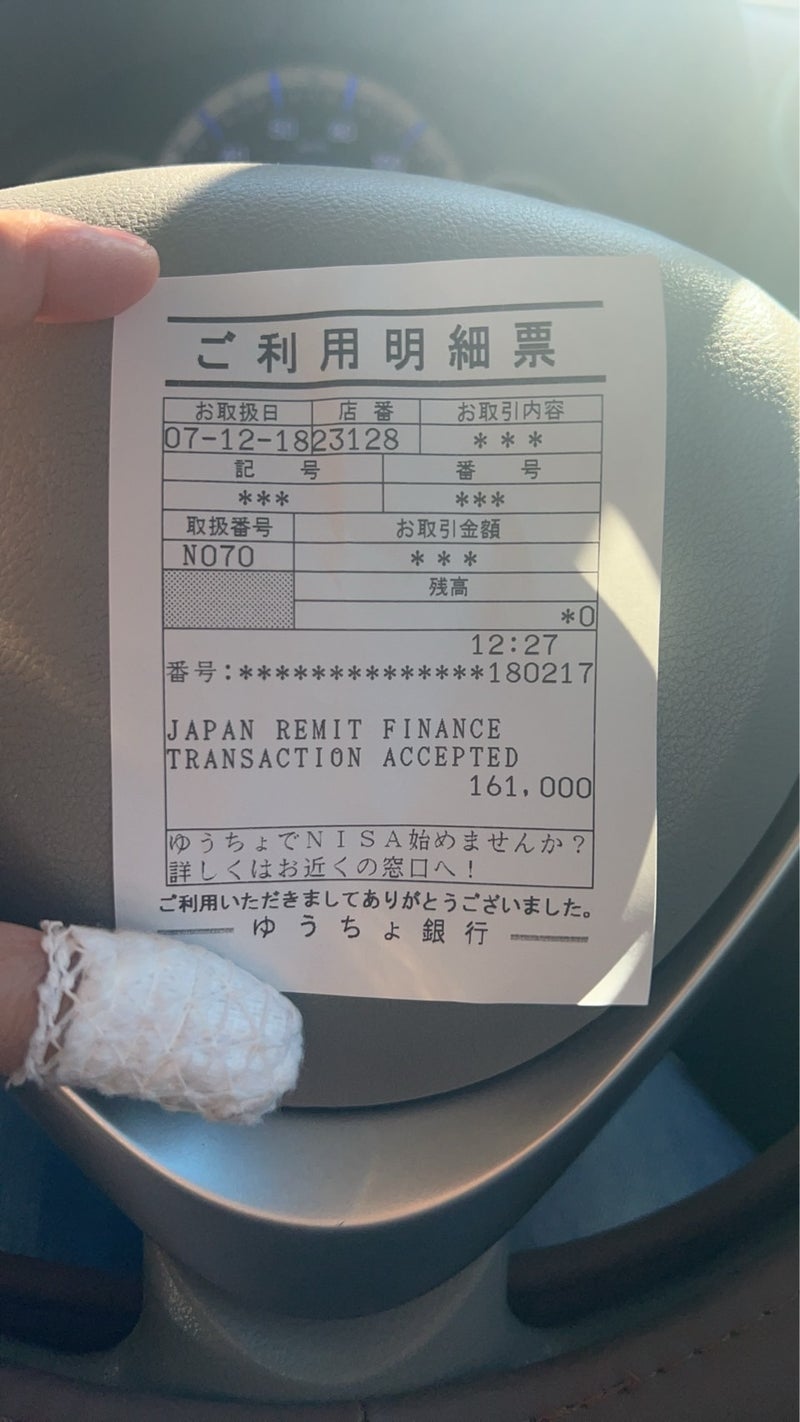 ご利用明細票
お取扱日 店番 お取引内容
07-12-18 23128 ***
記号 番号
*** ***
取扱番号 お取引金額
N070 ***
残高
*0
12:27
番号:**************180217
JAPAN REMIT FINANCE
TRANSACTION ACCEPTED
161,000
ゆうちょでNISA始めませんか?
詳しくはお近くの窓口へ!
ご利用いただきましてありがとうございました。
ゆうちょ銀行